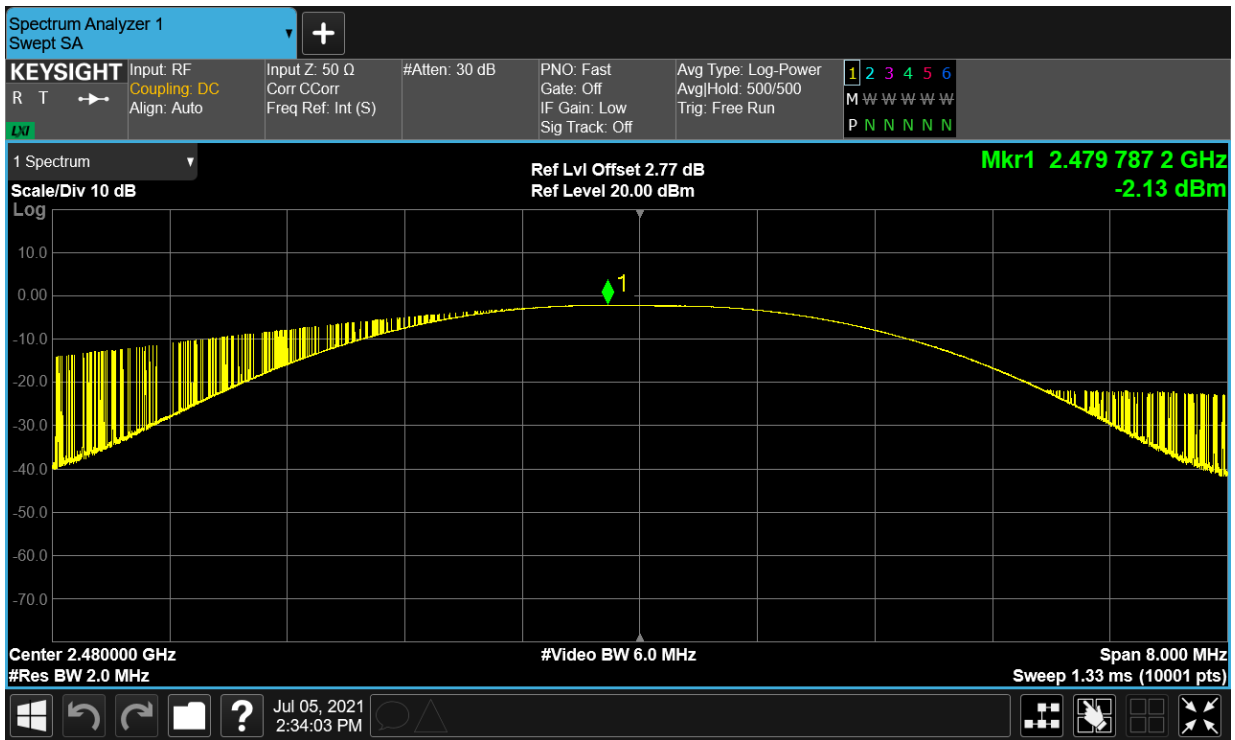 Spectrum Analyzer 1
Swept SA
KEYSIGHT
R T
LXI
Input: RF
Coupling: DC
Align: Auto
Input Z: 50 Ω
Corr CCorr
Freq Ref: Int (S)
#Atten: 30 dB
PNO: Fast
Gate: Off
IF Gain: Low
Sig Track: Off
Avg Type: Log-Power
Avg|Hold: 500/500
Trig: Free Run
1 2 3 4 5 6
M W W W W W
P N N N N N
1 Spectrum
Scale/Div 10 dB
Log
Ref Lvl Offset 2.77 dB
Ref Level 20.00 dBm
Mkr1 2.479 787 2 GHz
-2.13 dBm
1
10.0
0.00
-10.0
-20.0
-30.0
-40.0
-50.0
-60.0
-70.0
Center 2.480000 GHz
#Res BW 2.0 MHz
#Video BW 6.0 MHz
Span 8.000 MHz
Sweep 1.33 ms (10001 pts)
?
Jul 05, 2021
2:34:03 PM